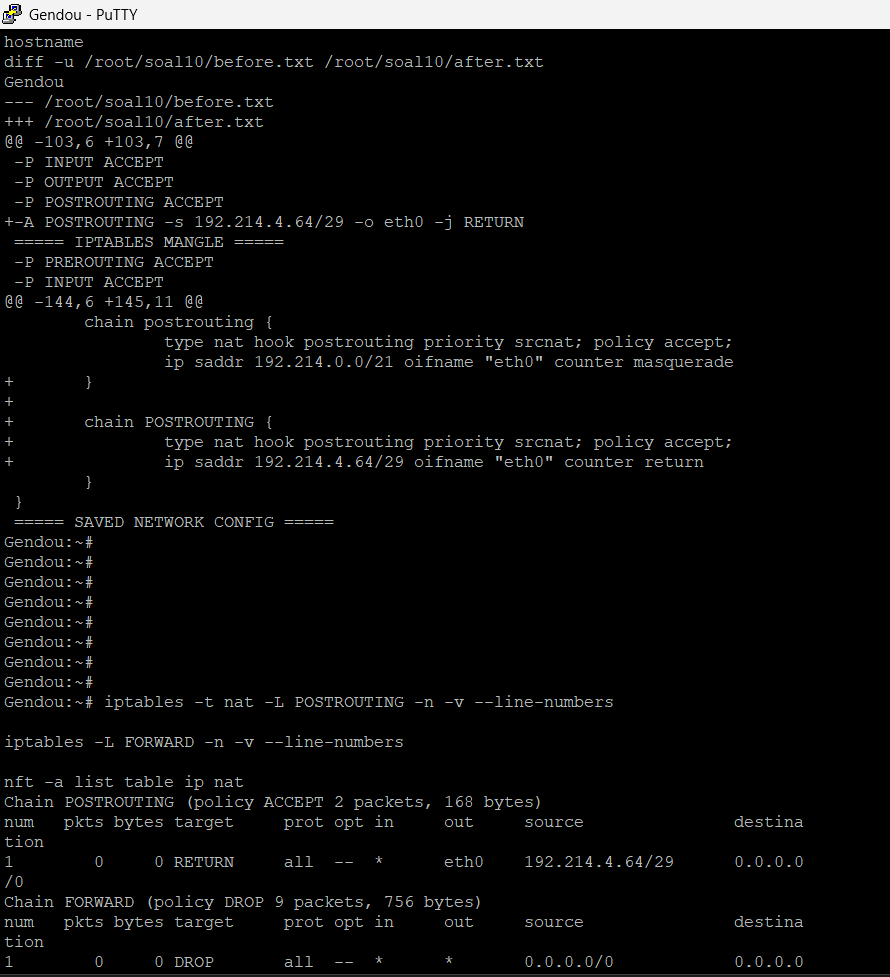 Gendou - PuTTY
hostname
diff -u /root/soal10/before.txt /root/soal10/after.txt
Gendou
--- /root/soal10/before.txt
+++ /root/soal10/after.txt
@@ -103,6 +103,7 @@
 -P INPUT ACCEPT
 -P OUTPUT ACCEPT
 -P POSTROUTING ACCEPT
+-A POSTROUTING -s 192.214.4.64/29 -o eth0 -j RETURN
 ===== IPTABLES MANGLE =====
 -P PREROUTING ACCEPT
 -P INPUT ACCEPT
@@ -144,6 +145,11 @@
        chain postrouting {
                type nat hook postrouting priority srcnat; policy accept;
                ip saddr 192.214.0.0/21 oifname "eth0" counter masquerade
+       }
+
+       chain POSTROUTING {
+               type nat hook postrouting priority srcnat; policy accept;
+               ip saddr 192.214.4.64/29 oifname "eth0" counter return
        }
 }
 ===== SAVED NETWORK CONFIG =====
Gendou:~#
Gendou:~#
Gendou:~#
Gendou:~#
Gendou:~#
Gendou:~#
Gendou:~#
Gendou:~#
Gendou:~# iptables -t nat -L POSTROUTING -n -v --line-numbers

iptables -L FORWARD -n -v --line-numbers

nft -a list table ip nat
Chain POSTROUTING (policy ACCEPT 2 packets, 168 bytes)
num   pkts bytes target     prot opt in     out     source               destina
tion
1        0     0 RETURN     all  --  *      eth0    192.214.4.64/29      0.0.0.0
/0
Chain FORWARD (policy DROP 9 packets, 756 bytes)
num   pkts bytes target     prot opt in     out     source               destina
tion
1        0     0 DROP       all  --  *      *       0.0.0.0/0            0.0.0.0